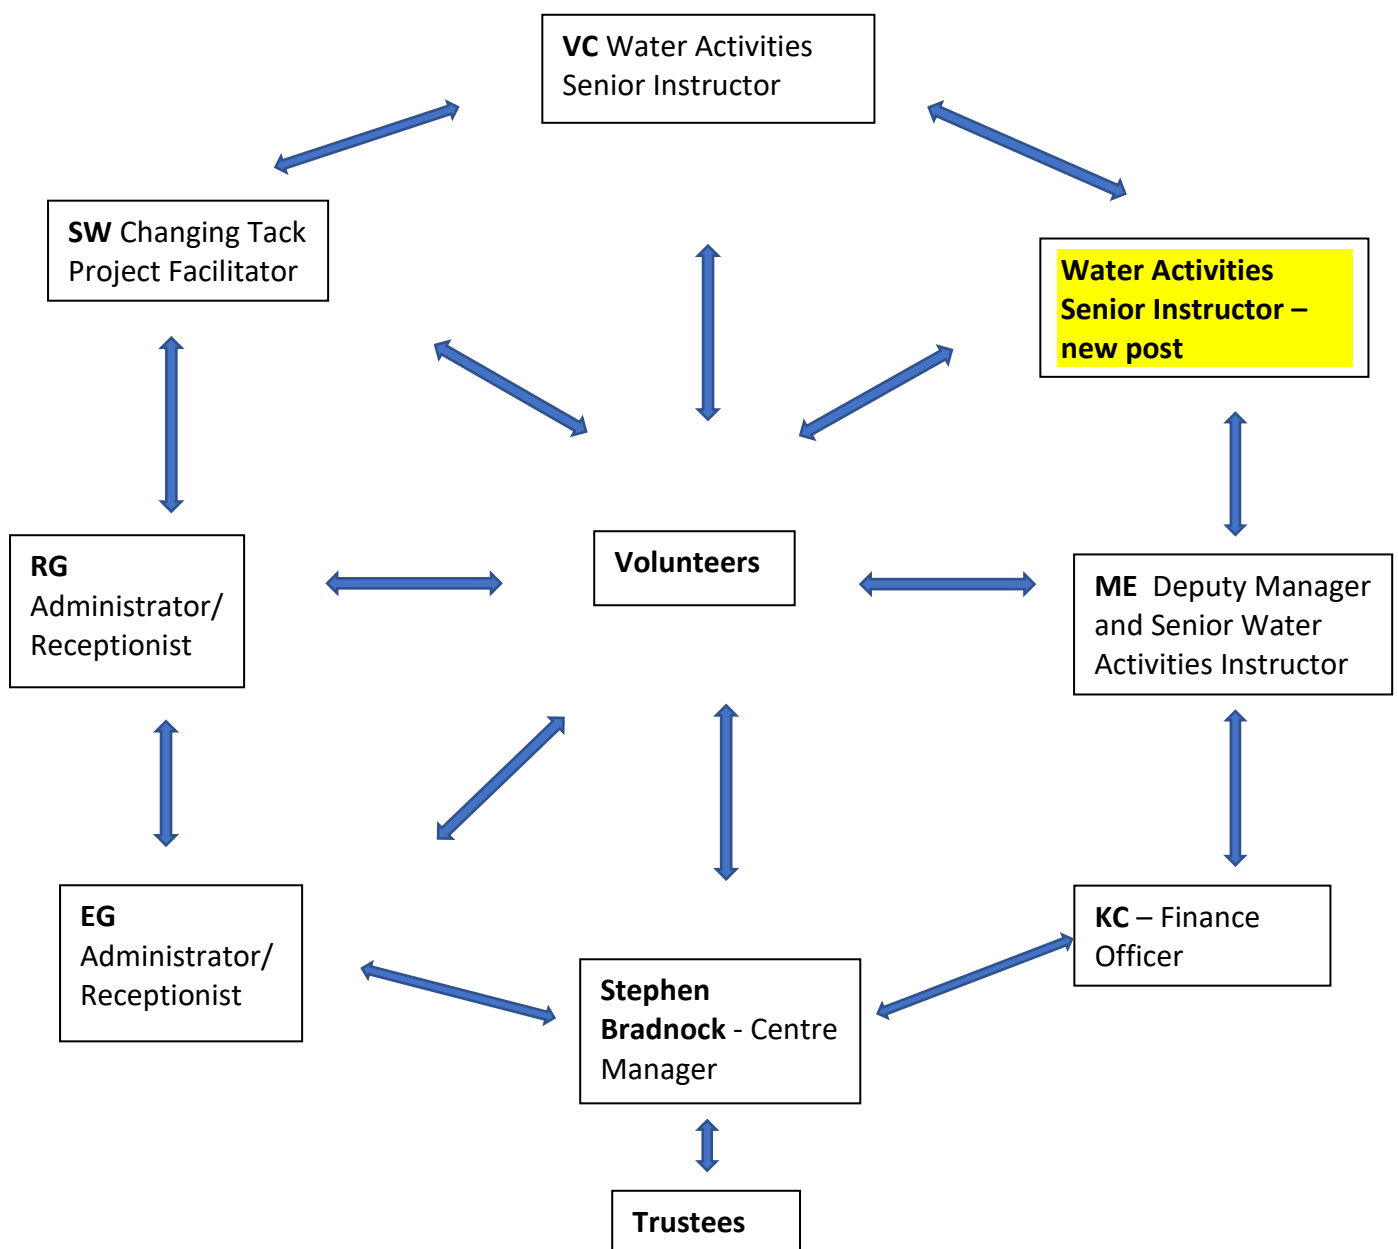 VC Water Activities
Senior Instructor
SW Changing Tack
Project Facilitator
Water Activities
Senior Instructor –
new post
RG
Administrator/
Receptionist
Volunteers
ME  Deputy Manager
and Senior Water
Activities Instructor
EG
Administrator/
Receptionist
KC – Finance
Officer
Stephen
Bradnock - Centre
Manager
Trustees